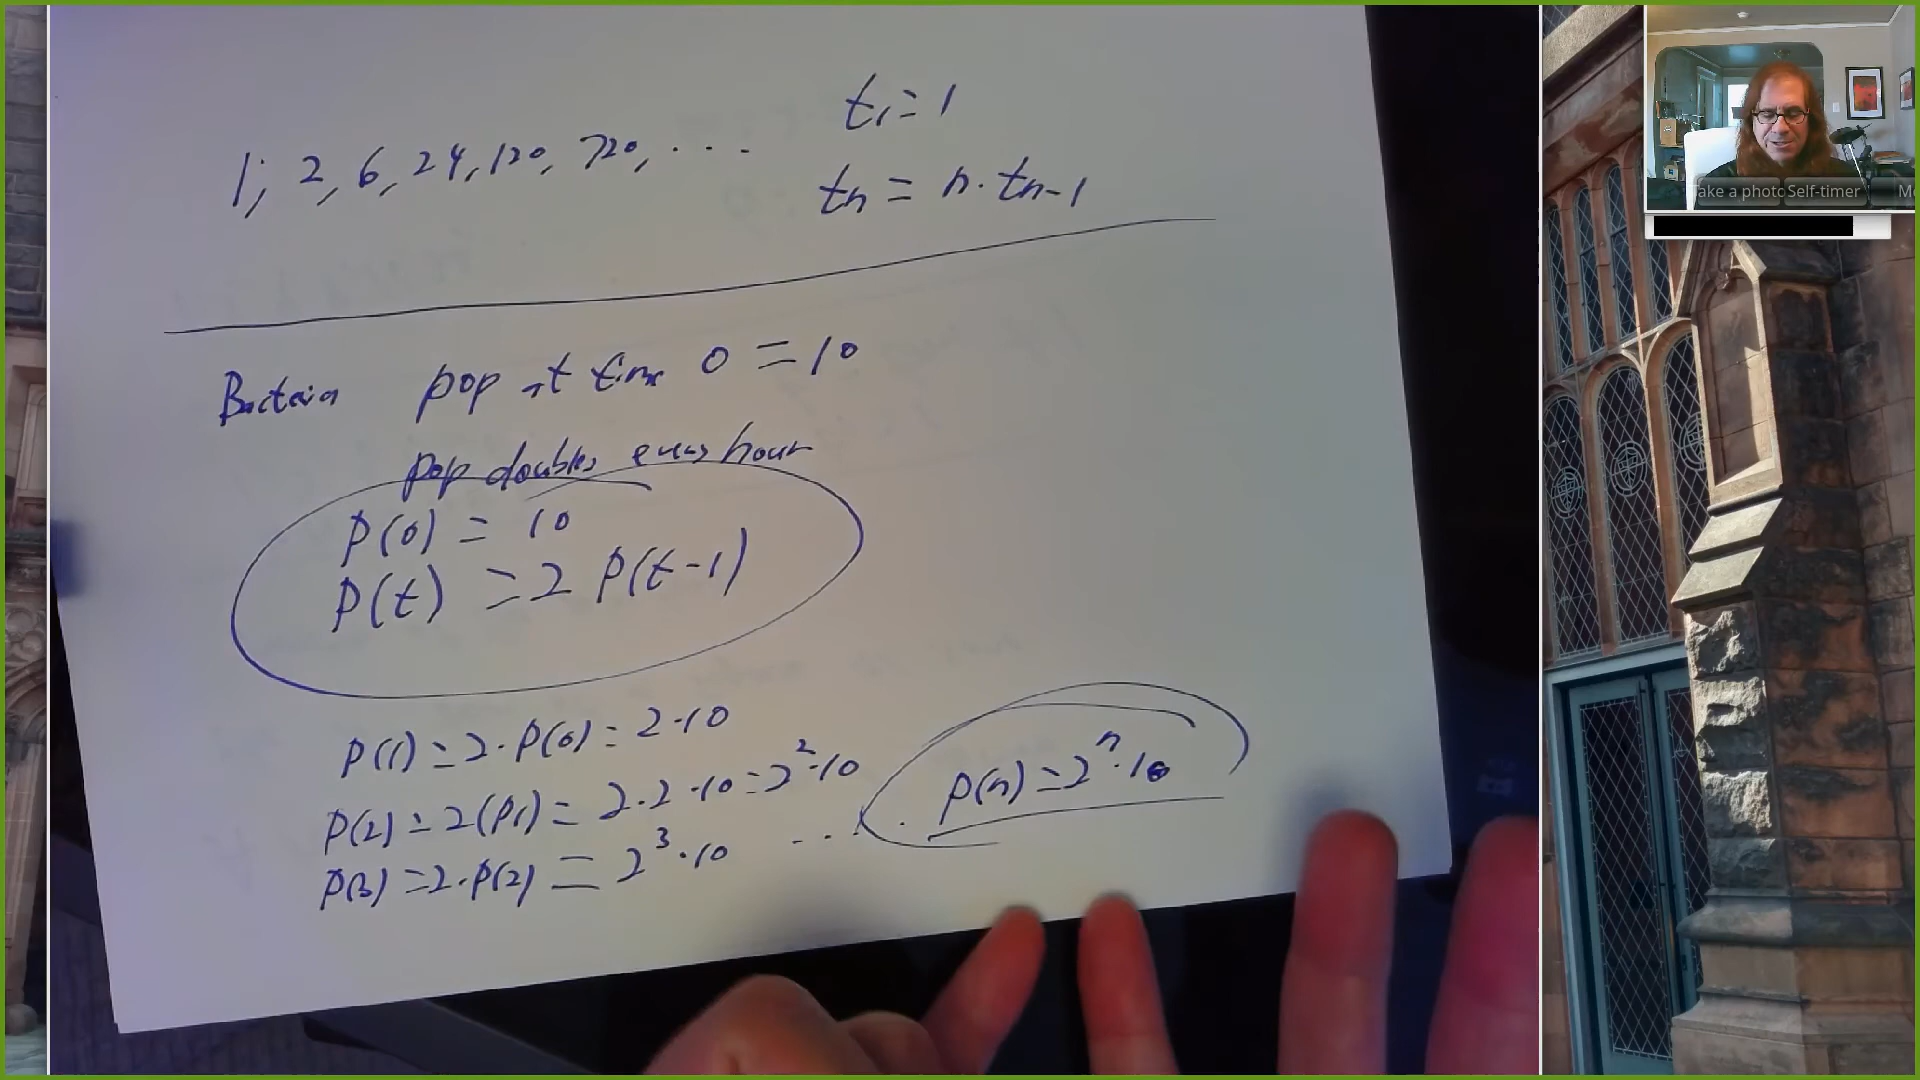 1, 2, 6, 24, 120, 720, ...
t₁ = 1
tₙ = n · tₙ₋₁
Bacteria pop at time 0 = 10
pop doubles every hour
P(0) = 10
P(t) = 2 P(t-1)
P(1) = 2 · P(0) = 2 · 10
P(2) = 2(P1) = 2 · 2 · 10 = 2² · 10
P(3) = 2 · P(2) = 2³ · 10 ...
P(n) = 2ⁿ · 10
Take a photo Self-timer